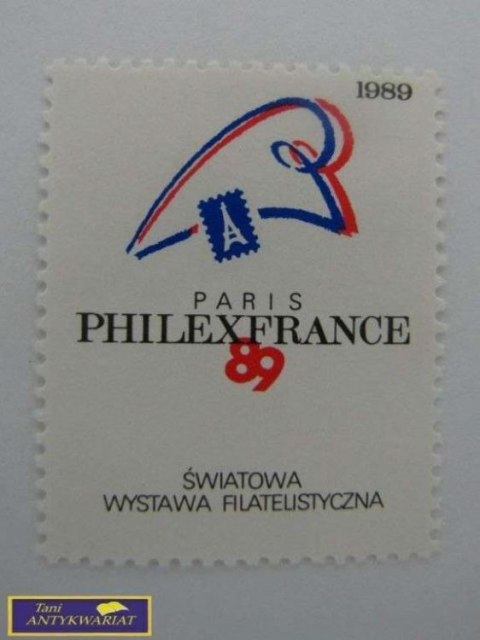 1989
PARIS
PHILEXFRANCE
89
ŚWIATOWA
WYSTAWA FILATELISTYCZNA
Tani
ANTYKWARIAT